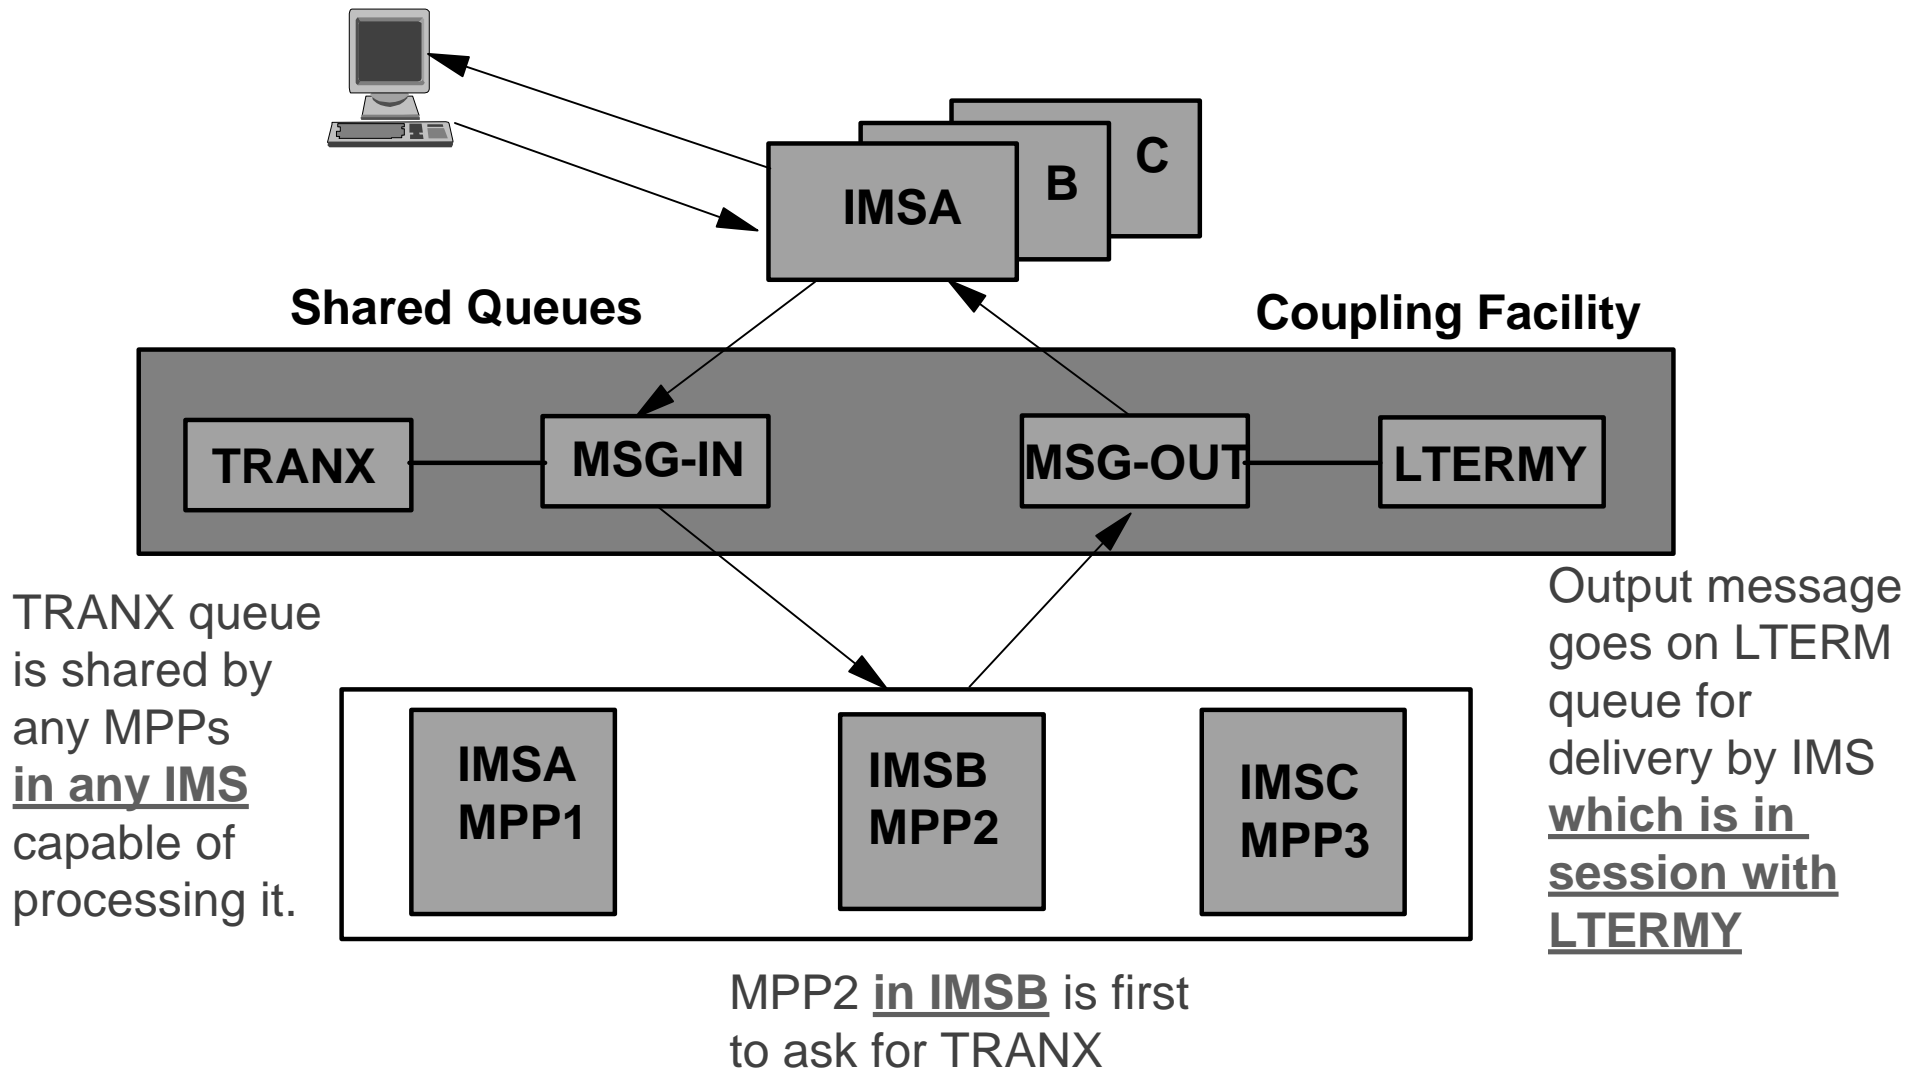 C
B
IMSA
Shared Queues
Coupling Facility
TRANX
MSG-IN
MSG-OUT
LTERMY
TRANX queue
is shared by
any MPPs
in any IMS
capable of
processing it.
IMSA
MPP1
IMSB
MPP2
IMSC
MPP3
Output message
goes on LTERM
queue for
delivery by IMS
which is in
session with
LTERMY
MPP2 in IMSB is first
to ask for TRANX